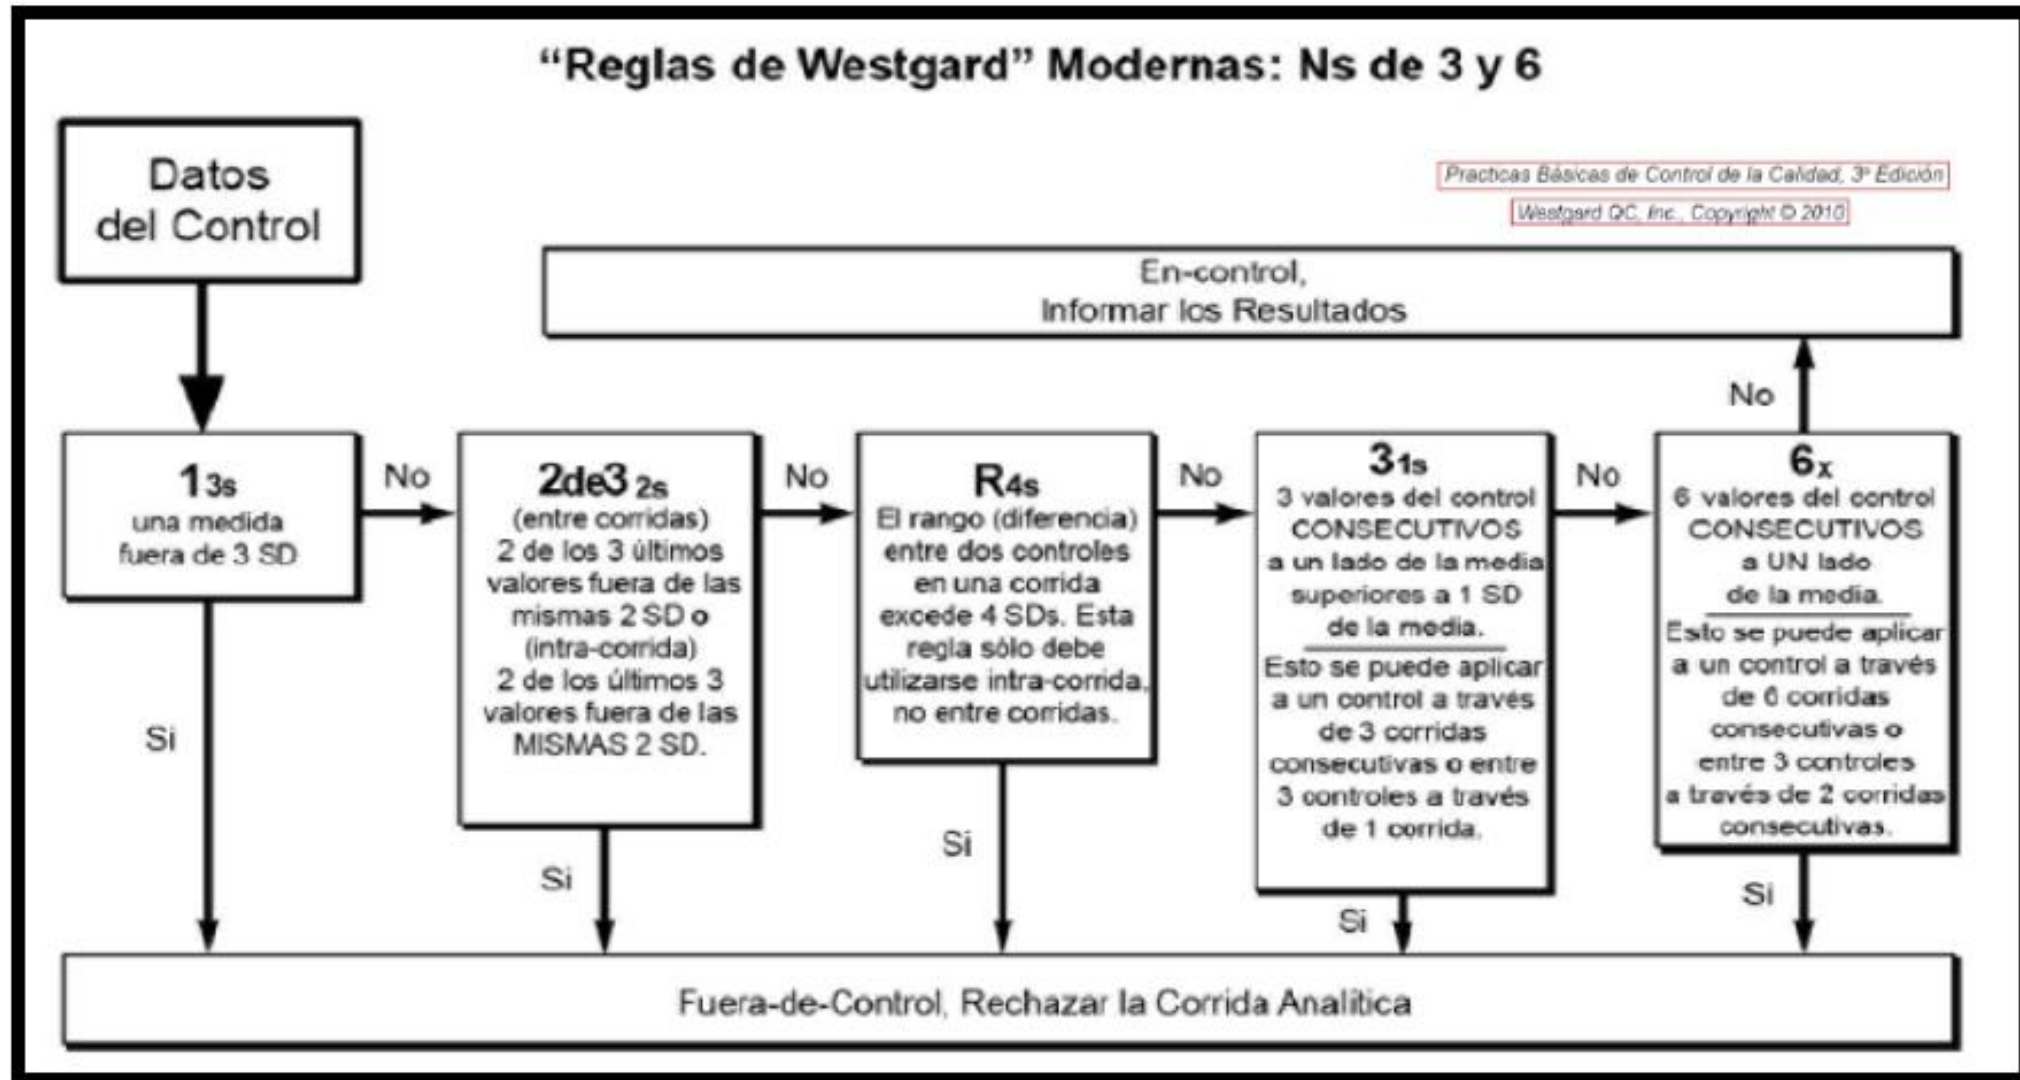 “Reglas de Westgard” Modernas: Ns de 3 y 6
Datos
del Control
Practicas Básicas de Control de la Calidad, 3ª Edición
Westgard QC, Inc., Copyright © 2010
En-control,
Informar los Resultados
No
1 3s
una medida
fuera de 3 SD
No
2de3 2s
(entre corridas)
2 de los 3 últimos
valores fuera de las
mismas 2 SD o
(intra-corrida)
2 de los últimos 3
valores fuera de las
MISMAS 2 SD.
No
R4s
El rango (diferencia)
entre dos controles
en una corrida
excede 4 SDs. Esta
regla sólo debe
utilizarse intra-corrida,
no entre corridas.
No
31s
3 valores del control
CONSECUTIVOS
a un lado de la media
superiores a 1 SD
de la media.
Esto se puede aplicar
a un control a través
de 3 corridas
consecutivas o entre
3 controles a través
de 1 corrida.
No
6x
6 valores del control
CONSECUTIVOS
a UN lado
de la media.
Esto se puede aplicar
a un control a través
de 6 corridas
consecutivas o
entre 3 controles
a través de 2 corridas
consecutivas.
Si
Si
Si
Si
Si
Fuera-de-Control, Rechazar la Corrida Analítica